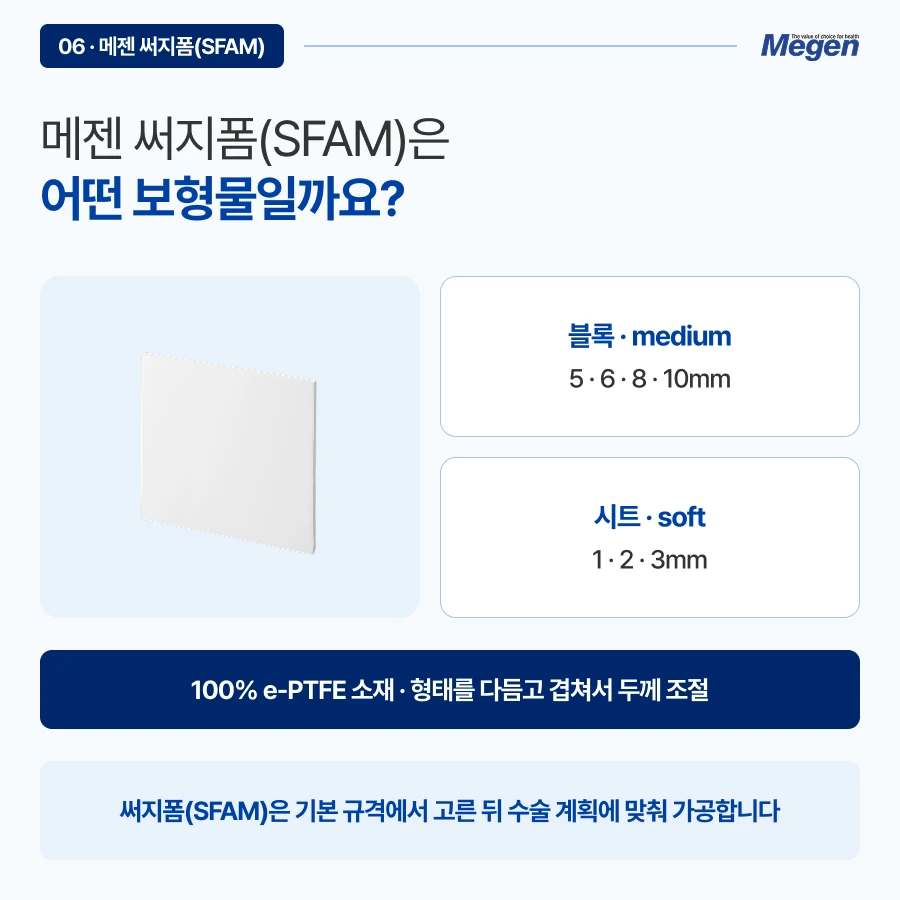 06 · 메젠 써지폼(SFAM)
The value of choice for health
Megen
메젠 써지폼(SFAM)은
어떤 보형물일까요?
블록 · medium
5 · 6 · 8 · 10mm
시트 · soft
1 · 2 · 3mm
100% e-PTFE 소재 · 형태를 다듬고 겹쳐서 두께 조절
써지폼(SFAM)은 기본 규격에서 고른 뒤 수술 계획에 맞춰 가공합니다